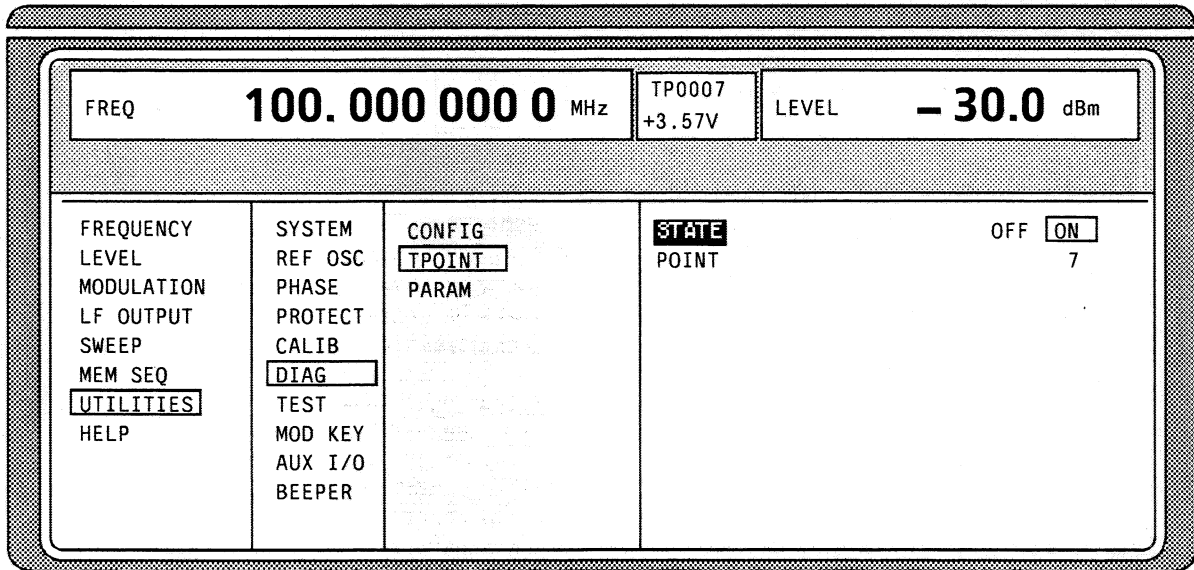 FREQ 100. 000 000 0 MHz
TP0007
+3.57V
LEVEL – 30.0 dBm
FREQUENCY
LEVEL
MODULATION
LF OUTPUT
SWEEP
MEM SEQ
UTILITIES
HELP
SYSTEM
REF OSC
PHASE
PROTECT
CALIB
DIAG
TEST
MOD KEY
AUX I/O
BEEPER
CONFIG
TPOINT
PARAM
STATE OFF ON
POINT 7